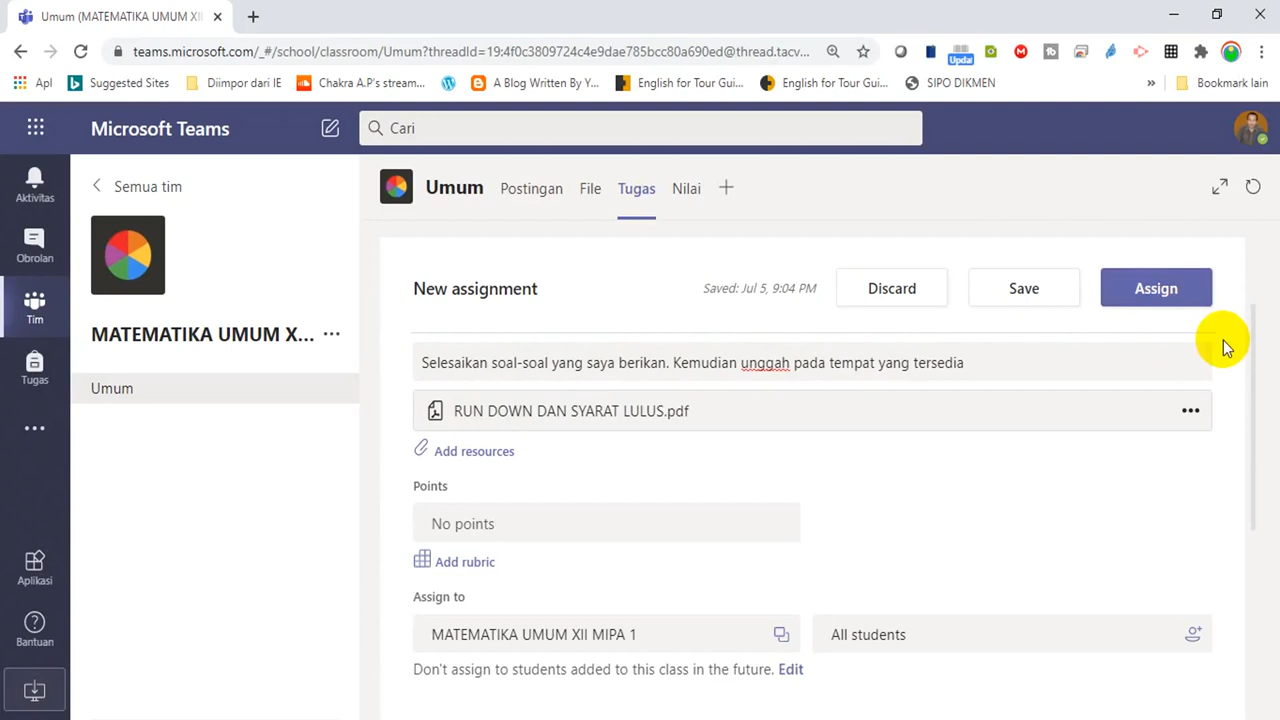 Umum (MATEMATIKA UMUM XII
teams.microsoft.com/_#/school/classroom/Umum?threadId=19:4f0c3809724c4e9dae785bcc80a690ed@thread.tacv...
Upda
Apl
Suggested Sites
Diimpor dari IE
Chakra A.P's stream...
A Blog Written By Y...
English for Tour Gui...
English for Tour Gui...
SIPO DIKMEN
Bookmark lain
Microsoft Teams
Cari
Aktivitas
Obrolan
Tim
Tugas
Aplikasi
Bantuan
Semua tim
MATEMATIKA UMUM X...
Umum
Umum
Postingan
File
Tugas
Nilai
New assignment
Saved: Jul 5, 9:04 PM
Discard
Save
Assign
Selesaikan soal-soal yang saya berikan. Kemudian unggah pada tempat yang tersedia
RUN DOWN DAN SYARAT LULUS.pdf
Add resources
Points
No points
Add rubric
Assign to
MATEMATIKA UMUM XII MIPA 1
All students
Don't assign to students added to this class in the future. Edit